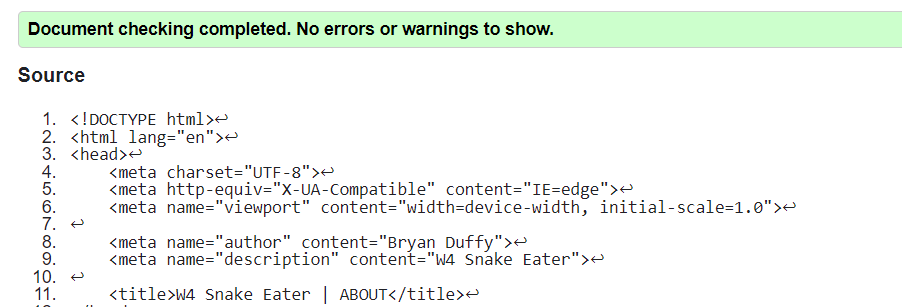 Document checking completed. No errors or warnings to show.
Source
1. <!DOCTYPE html>↩
2. <html lang="en">↩
3. <head>↩
4.     <meta charset="UTF-8">↩
5.     <meta http-equiv="X-UA-Compatible" content="IE=edge">↩
6.     <meta name="viewport" content="width=device-width, initial-scale=1.0">↩
7. ↩
8.     <meta name="author" content="Bryan Duffy">↩
9.     <meta name="description" content="W4 Snake Eater">↩
10. ↩
11.     <title>W4 Snake Eater | ABOUT</title>↩